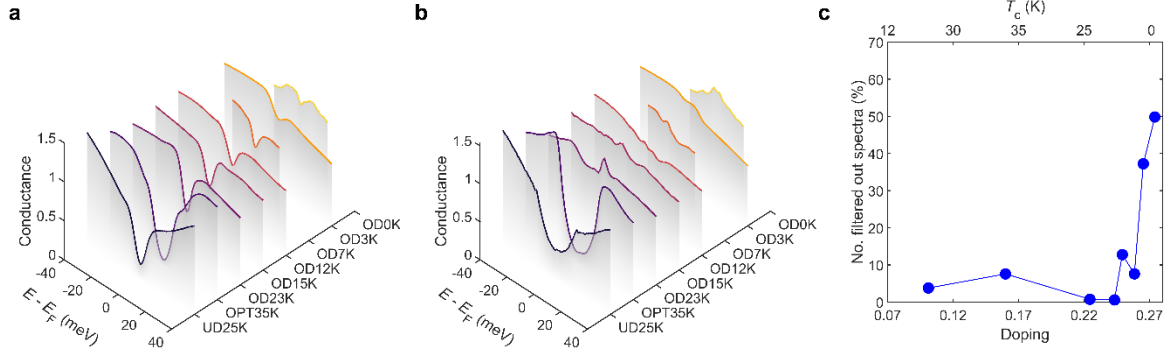 a
Conductance
1.5
1
0.5
0
-40
-20
0
20
40
E - E_F (meV)
UD25K
OPT35K
OD23K
OD15K
OD12K
OD7K
OD3K
OD0K
b
Conductance
1.5
1
0.5
0
-40
-20
0
20
40
E - E_F (meV)
UD25K
OPT35K
OD23K
OD15K
OD12K
OD7K
OD3K
OD0K
c
T_c (K)
12 30 35 25 0
No. filtered out spectra (%)
70
60
50
40
30
20
10
0
0.07 0.12 0.17 0.22 0.27
Doping